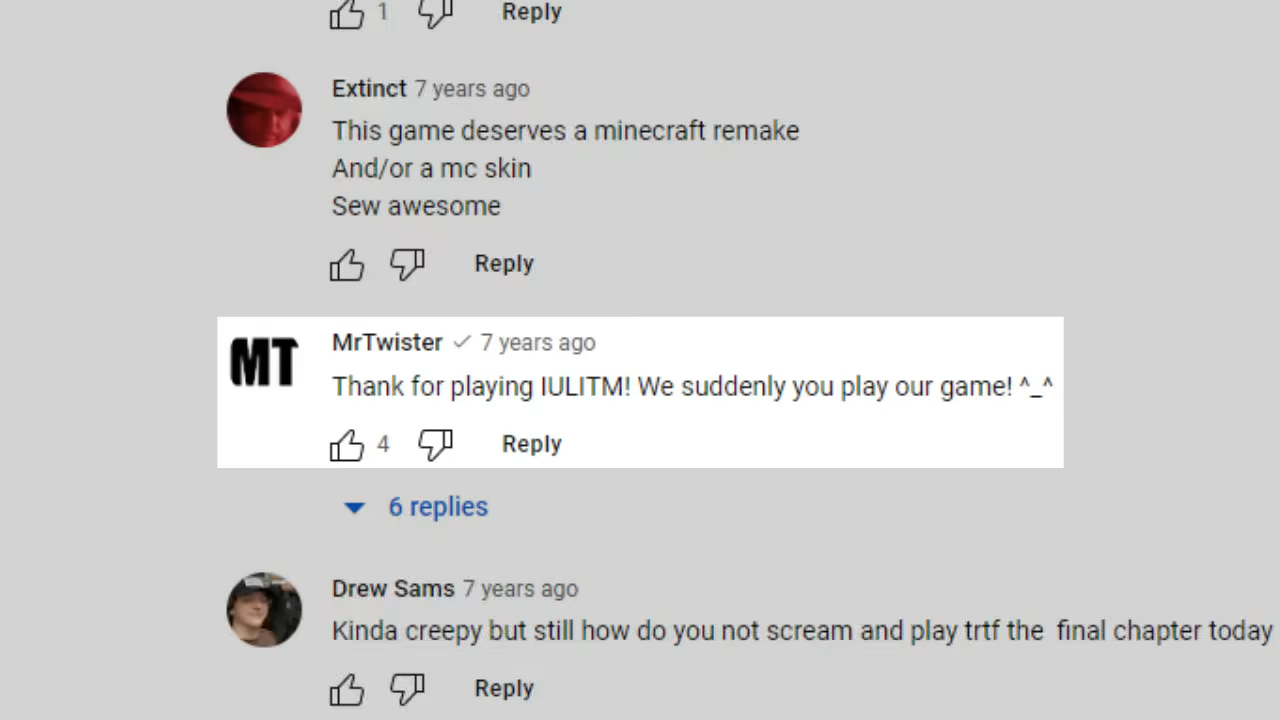 1 Reply
Extinct 7 years ago
This game deserves a minecraft remake
And/or a mc skin
Sew awesome
Reply
MT
MrTwister 7 years ago
Thank for playing IULITM! We suddenly you play our game! ^_^
4 Reply
6 replies
Drew Sams 7 years ago
Kinda creepy but still how do you not scream and play trtf the final chapter today
Reply